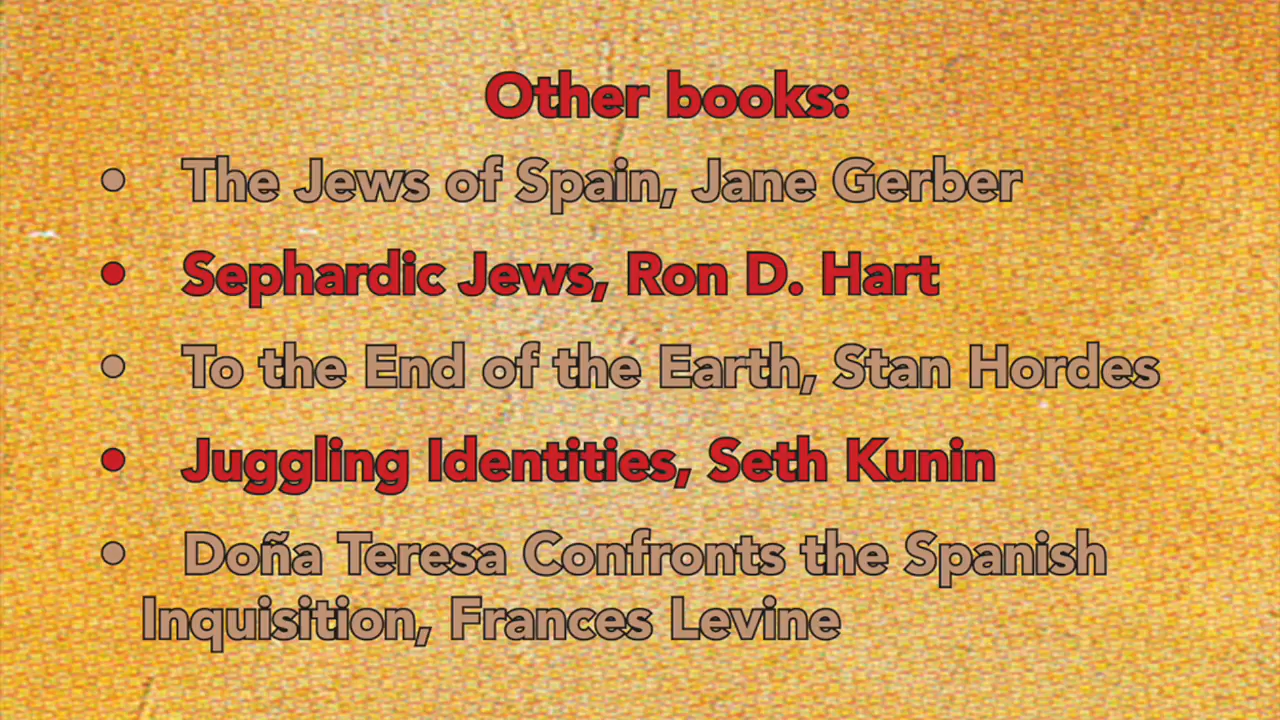 Other books:
• The Jews of Spain, Jane Gerber
• Sephardic Jews, Ron D. Hart
• To the End of the Earth, Stan Hordes
• Juggling Identities, Seth Kunin
• Doña Teresa Confronts the Spanish
Inquisition, Frances Levine